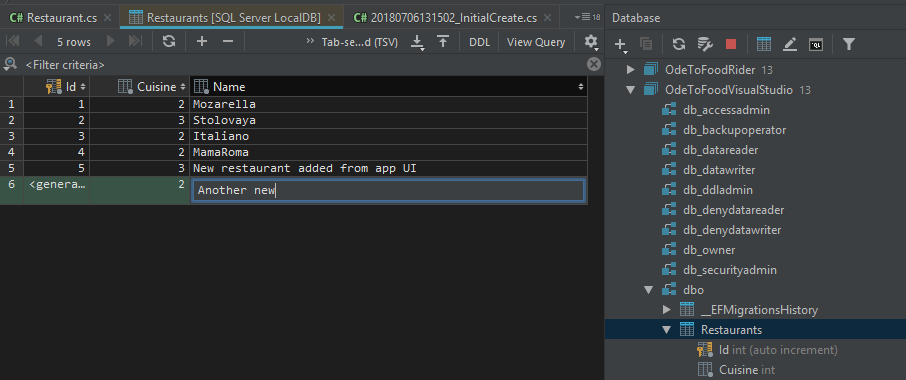 C# Restaurant.cs × Restaurants [SQL Server LocalDB] × C# 20180706131502_InitialCreate.cs × 18
5 rows Tab-se...d (TSV) DDL View Query
<Filter criteria>
Id Cuisine Name
1 1 2 Mozarella
2 2 3 Stolovaya
3 3 2 Italiano
4 4 2 MamaRoma
5 5 3 New restaurant added from app UI
6 <genera... 2 Another new
Database
QL
OdeToFoodRider 13
OdeToFoodVisualStudio 13
db_accessadmin
db_backupoperator
db_datareader
db_datawriter
db_ddladmin
db_denydatareader
db_denydatawriter
db_owner
db_securityadmin
dbo
__EFMigrationsHistory
Restaurants
Id int (auto increment)
Cuisine int